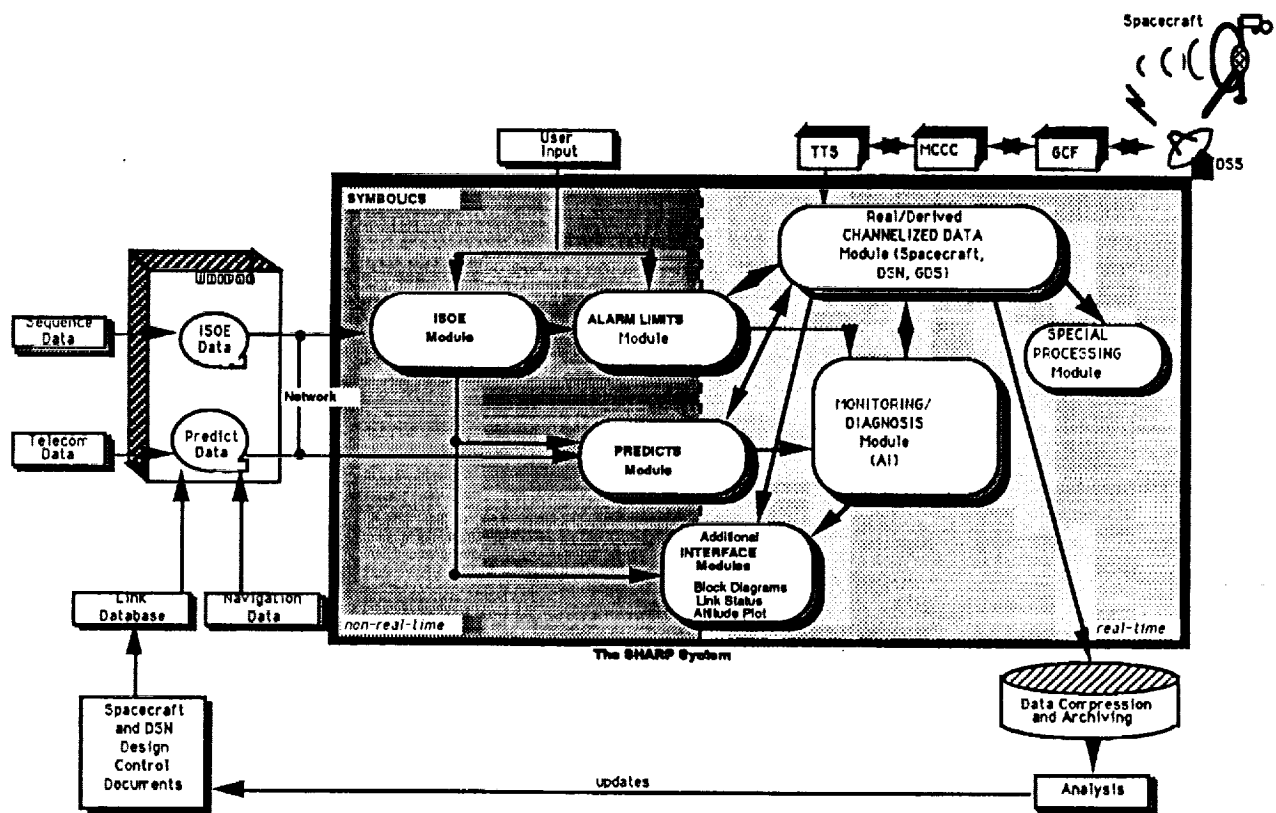 Spacecraft
User
Input
TTS
MCCC
GCF
DSS
SYMBOLICS
Real/Derived
CHANNELIZED DATA
Module (Spacecraft,
DSN, GDS)
ISOE
Module
ALARM LIMITS
Module
SPECIAL
PROCESSING
Module
Sequence
Data
ISOE
Data
Network
Telecom
Data
Predict
Data
PREDICTS
Module
MONITORING/
DIAGNOSIS
Module
(AI)
Additional
INTERFACE
Modules
Block Diagrams
Link Status
Attitude Plot
Link
Database
Navigation
Data
non-real-time
real-time
The SHARP System
Spacecraft
and DSN
Design
Control
Documents
Data Compression
and Archiving
updates
Analysis